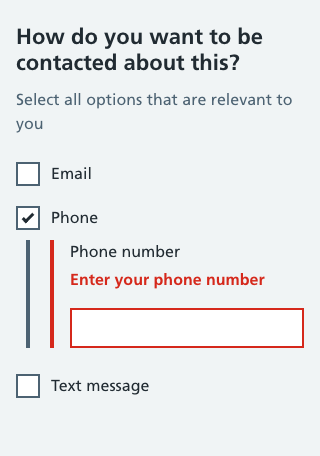 How do you want to be
contacted about this?
Select all options that are relevant to
you
Email
Phone
Phone number
Enter your phone number
Text message